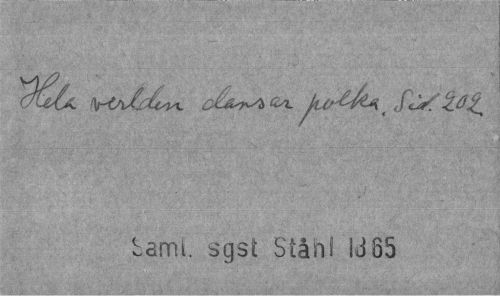 Hela verlden dansar polka. Sid. 202.
Saml. sgst Ståhl 1865